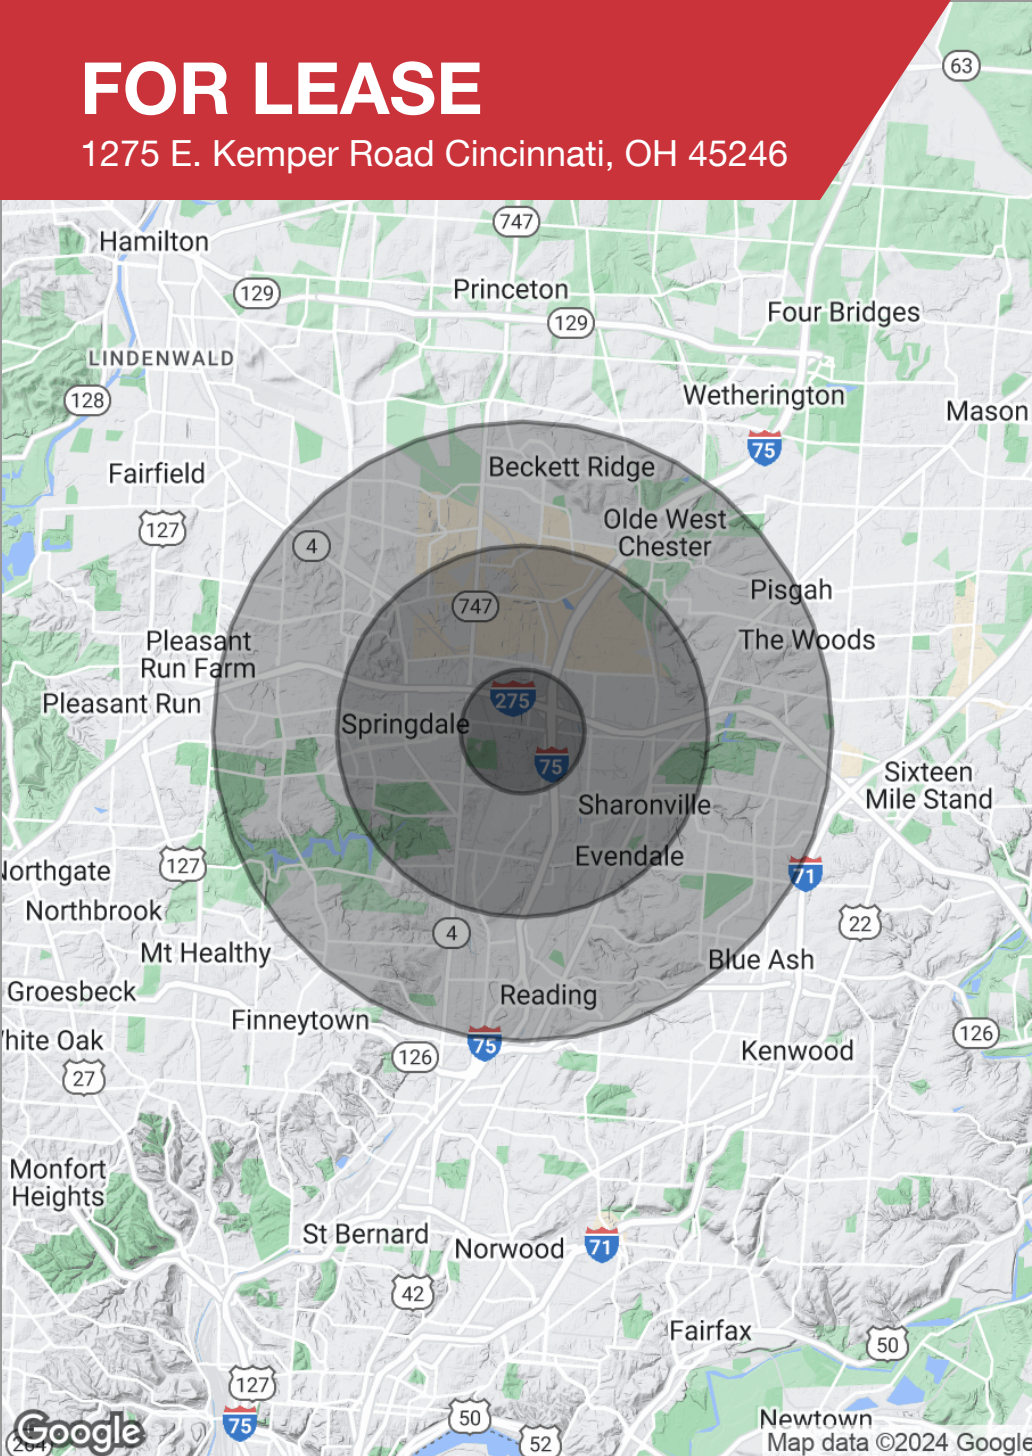 FOR LEASE
1275 E. Kemper Road Cincinnati, OH 45246
63
747
Hamilton
129
Princeton
129
Four Bridges
LINDENWALD
128
Wetherington
Mason
75
Fairfield
Beckett Ridge
127
4
Olde West
Chester
747
Pisgah
Pleasant
Run Farm
The Woods
Pleasant Run
275
Springdale
75
Sixteen
Mile Stand
Sharonville
Northgate
127
Evendale
71
Northbrook
4
22
Mt Healthy
Blue Ash
Groesbeck
Reading
Finneytown
White Oak
75
126
126
27
Kenwood
Monfort
Heights
St Bernard
Norwood
71
42
Fairfax
50
127
75
50
52
Newtown
264
Google
Map data ©2024 Google